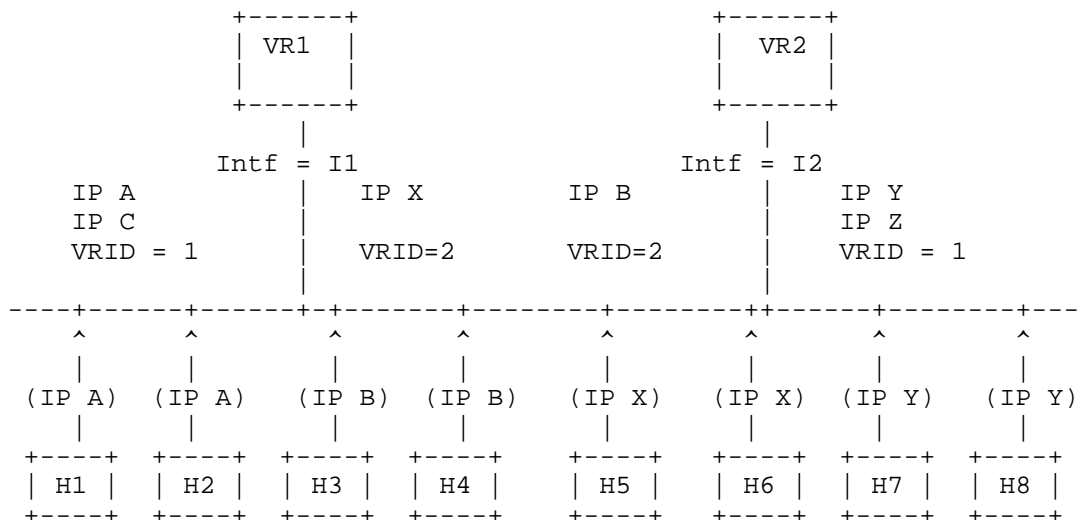 VR1 VR2
Intf = I1 Intf = I2
IP A IP X IP B IP Y
IP C IP Z
VRID = 1 VRID=2 VRID=2 VRID = 1
(IP A) (IP A) (IP B) (IP B) (IP X) (IP X) (IP Y) (IP Y)
H1 H2 H3 H4 H5 H6 H7 H8